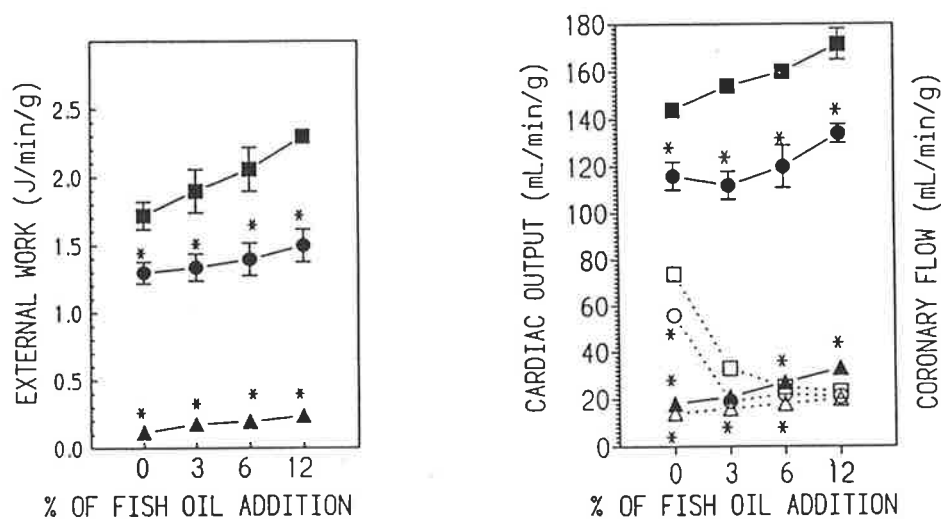 EXTERNAL WORK (J/min/g)
2.5
2.0
1.5
1.0
0.5
0.0
* * * *
* * * *
0 3 6 12
% OF FISH OIL ADDITION
CARDIAC OUTPUT (mL/min/g)
180
160
140
120
100
80
60
40
20
0
* * * *
* * * *
* * *
0 3 6 12
% OF FISH OIL ADDITION
CORONARY FLOW (mL/min/g)